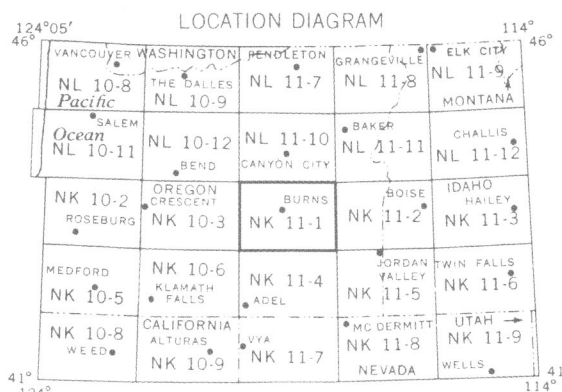 LOCATION DIAGRAM
124°05' 114°
46° 46°
VANCOUVER WASHINGTON PENDLETON GRANGEVILLE ELK CITY
NL 10-8 THE DALLES NL 11-7 NL 11-8 NL 11-9
Pacific NL 10-9 MONTANA
SALEM
Ocean NL 10-12 NL 11-10 BAKER CHALLIS
NL 10-11 BEND CANYON CITY NL 11-11 NL 11-12
NK 10-2 OREGON BURNS BOISE IDAHO
ROSEBURG CRESCENT NK 11-1 NK 11-2 HAILEY
NK 10-3 NK 11-3
MEDFORD NK 10-6 NK 11-4 JORDAN VALLEY TWIN FALLS
NK 10-5 KLAMATH FALLS ADEL NK 11-5 NK 11-6
NK 10-8 CALIFORNIA VYA MC DERMITT UTAH
WEED ALTURAS NK 11-7 NK 11-8 NK 11-9
NK 10-9 NEVADA WELLS
41° 41
124° 114°